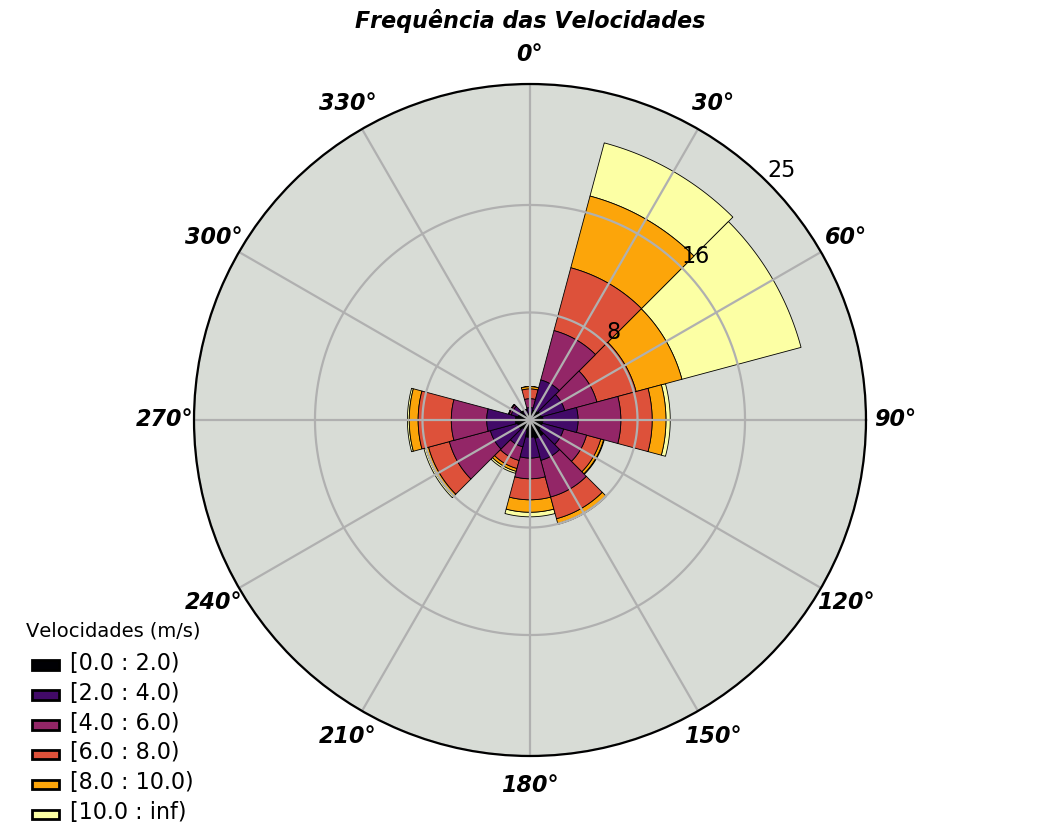 Frequência das Velocidades
0°
330°
30°
25
300°
60°
16
8
270°
90°
240°
120°
210°
150°
180°
Velocidades (m/s)
[0.0 : 2.0)
[2.0 : 4.0)
[4.0 : 6.0)
[6.0 : 8.0)
[8.0 : 10.0)
[10.0 : inf)